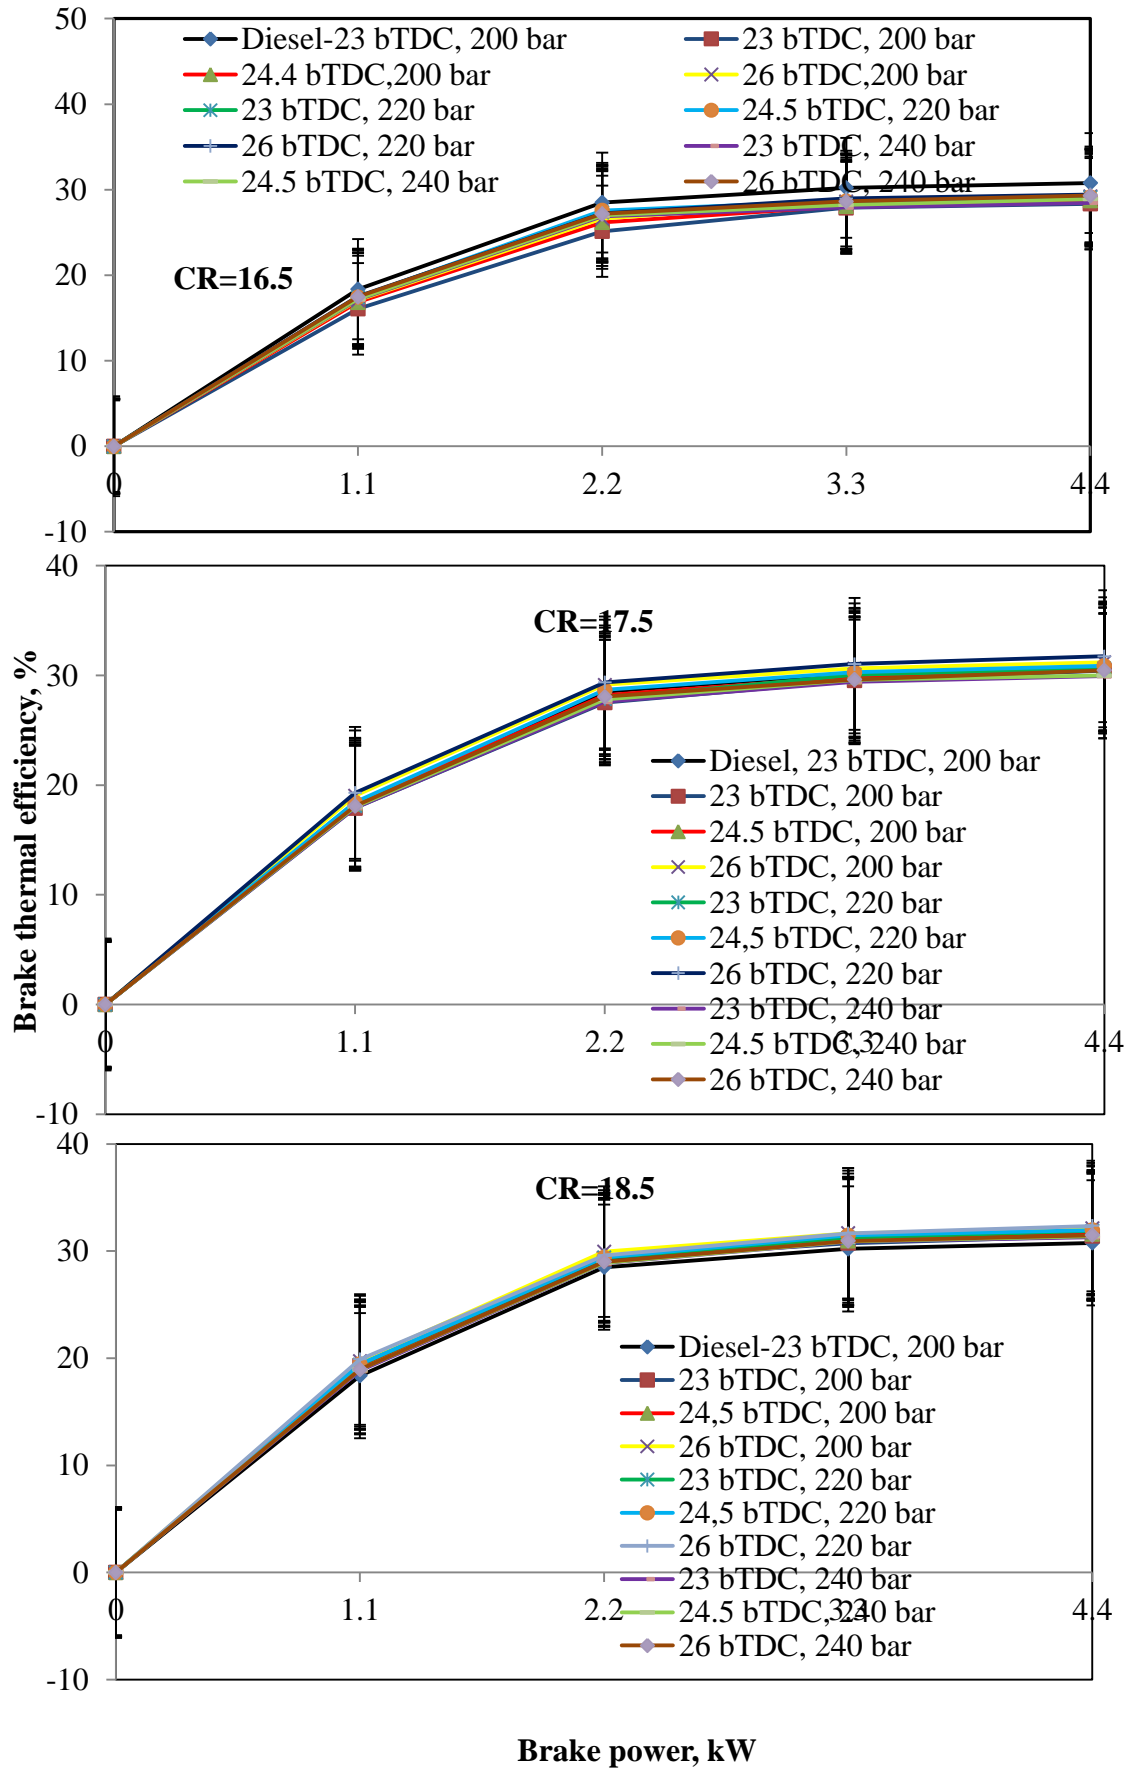 50
Diesel-23 bTDC, 200 bar 23 bTDC, 200 bar
24.4 bTDC,200 bar 26 bTDC,200 bar
40
23 bTDC, 220 bar 24.5 bTDC, 220 bar
26 bTDC, 220 bar 23 bTDC, 240 bar
24.5 bTDC, 240 bar 26 bTDC, 240 bar
30
20
CR=16.5
10
0
0 1.1 2.2 3.3 4.4
-10
40
CR=17.5
30
Diesel, 23 bTDC, 200 bar
20
23 bTDC, 200 bar
24.5 bTDC, 200 bar
26 bTDC, 200 bar
10
23 bTDC, 220 bar
24,5 bTDC, 220 bar
26 bTDC, 220 bar
0
23 bTDC, 240 bar
0 1.1 2.2 3.3 4.4
24.5 bTDC, 240 bar
26 bTDC, 240 bar
-10
Brake thermal efficiency, %
40
CR=18.5
30
20
Diesel-23 bTDC, 200 bar
23 bTDC, 200 bar
24,5 bTDC, 200 bar
26 bTDC, 200 bar
23 bTDC, 220 bar
10
24,5 bTDC, 220 bar
26 bTDC, 220 bar
0
23 bTDC, 240 bar
0 1.1 2.2 3.3 4.4
24.5 bTDC, 240 bar
26 bTDC, 240 bar
-10
Brake power, kW